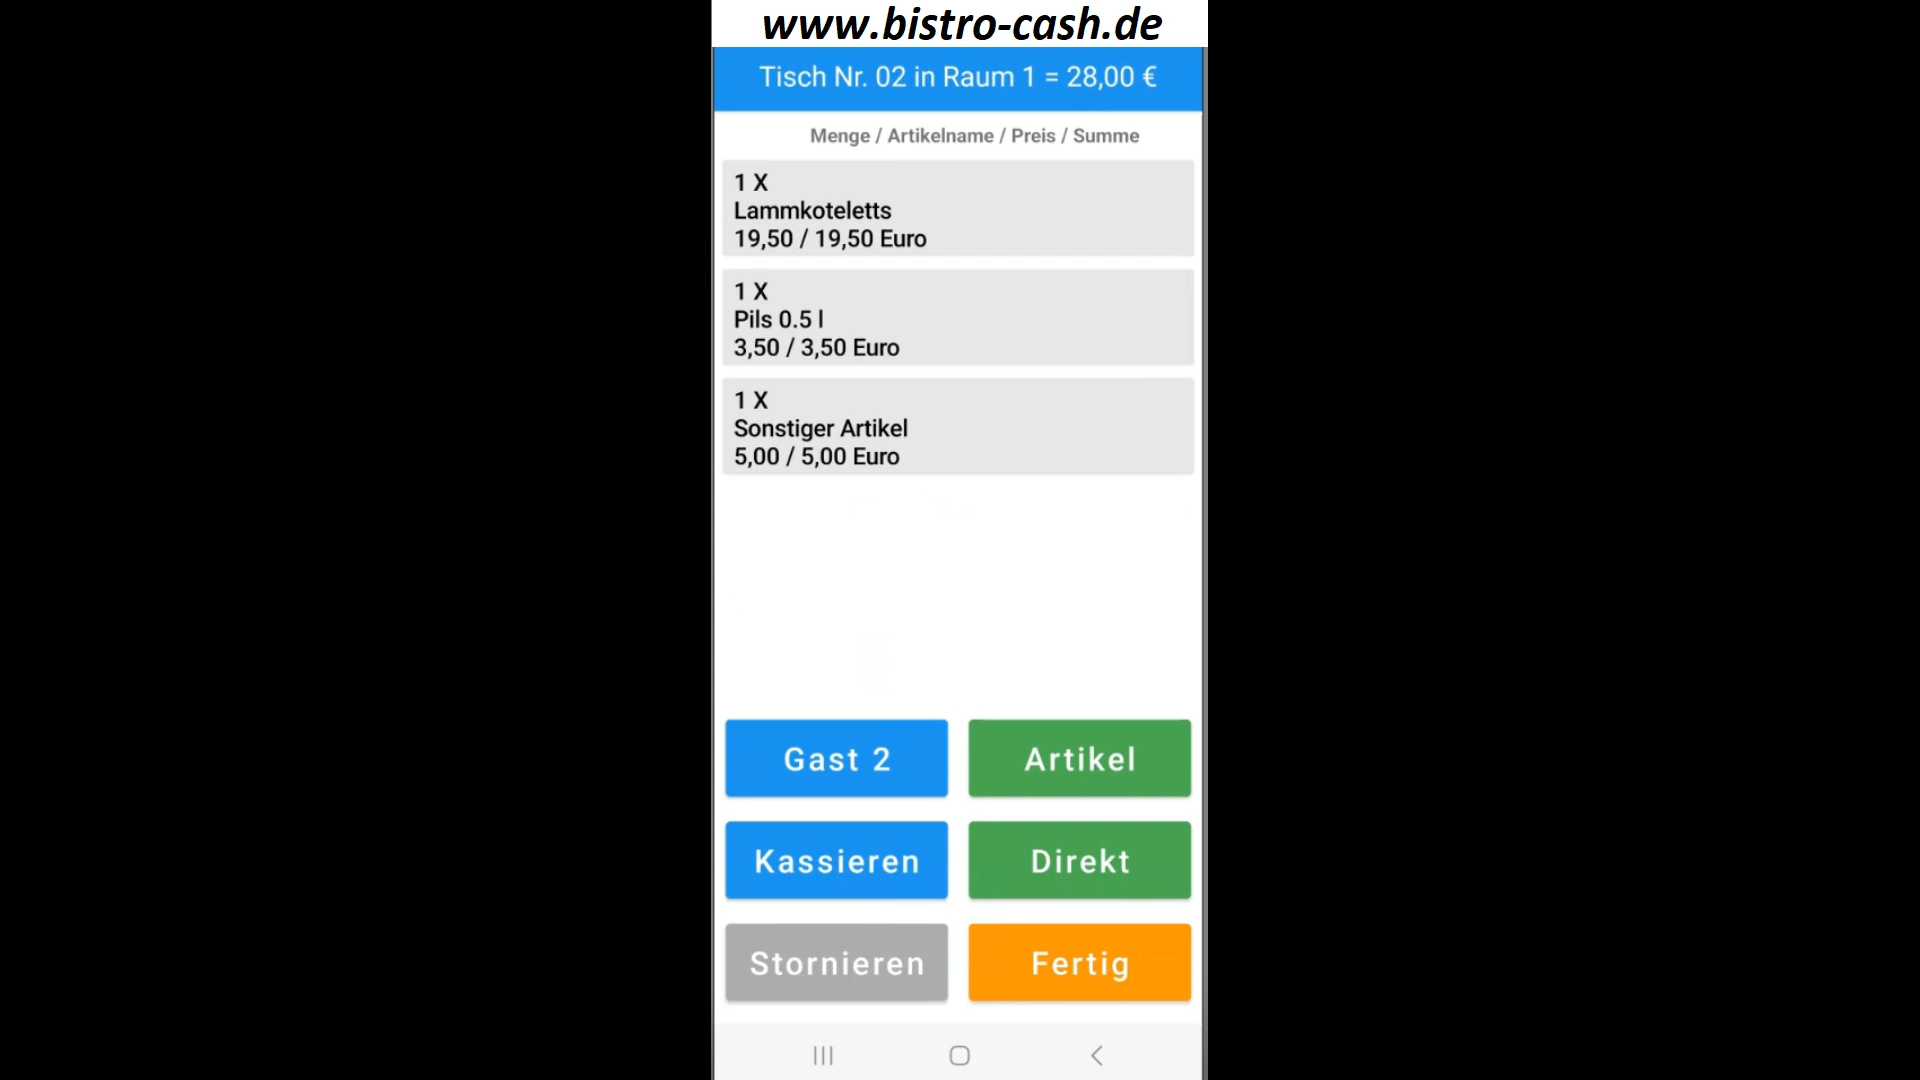 www.bistro-cash.de
Tisch Nr. 02 in Raum 1 = 28,00 €
Menge / Artikelname / Preis / Summe
1 X
Lammkoteletts
19,50 / 19,50 Euro
1 X
Pils 0.5 l
3,50 / 3,50 Euro
1 X
Sonstiger Artikel
5,00 / 5,00 Euro
Gast 2
Artikel
Kassieren
Direkt
Stornieren
Fertig